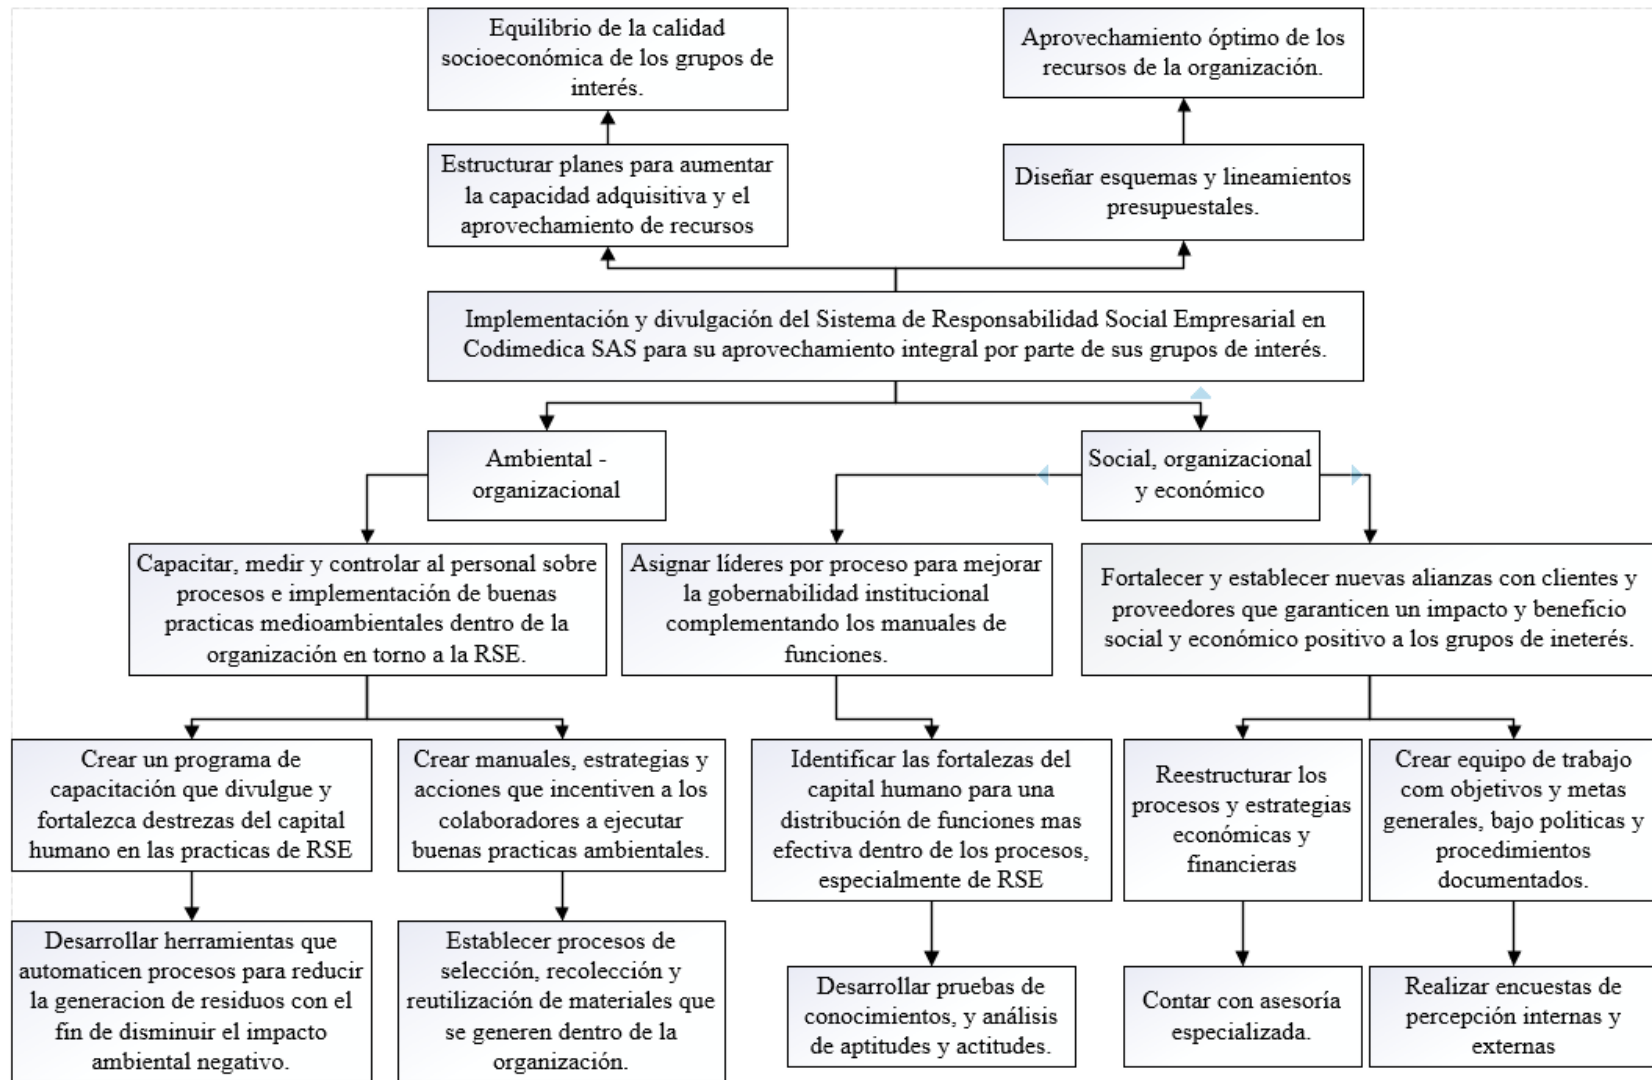 Equilibrio de la calidad
socioeconómica de los grupos de
interés.
Aprovechamiento óptimo de los
recursos de la organización.
Estructurar planes para aumentar
la capacidad adquisitiva y el
aprovechamiento de recursos
Diseñar esquemas y lineamientos
presupuestales.
Implementación y divulgación del Sistema de Responsabilidad Social Empresarial en
Codimedica SAS para su aprovechamiento integral por parte de sus grupos de interés.
Ambiental -
organizacional
Social, organizacional
y económico
Capacitar, medir y controlar al personal sobre
procesos e implementación de buenas
practicas medioambientales dentro de la
organización en torno a la RSE.
Asignar líderes por proceso para mejorar
la gobernabilidad institucional
complementando los manuales de
funciones.
Fortalecer y establecer nuevas alianzas con clientes y
proveedores que garanticen un impacto y beneficio
social y económico positivo a los grupos de ineterés.
Crear un programa de
capacitación que divulgue y
fortalezca destrezas del capital
humano en las practicas de RSE
Crear manuales, estrategias y
acciones que incentiven a los
colaboradores a ejecutar
buenas practicas ambientales.
Identificar las fortalezas del
capital humano para una
distribución de funciones mas
efectiva dentro de los procesos,
especialmente de RSE
Reestructurar los
procesos y estrategias
económicas y
financieras
Crear equipo de trabajo
com objetivos y metas
generales, bajo politicas y
procedimientos
documentados.
Desarrollar herramientas que
automaticen procesos para reducir
la generacion de residuos con el
fin de disminuir el impacto
ambiental negativo.
Establecer procesos de
selección, recolección y
reutilización de materiales que
se generen dentro de la
organización.
Desarrollar pruebas de
conocimientos, y análisis
de aptitudes y actitudes.
Contar con asesoría
especializada.
Realizar encuestas de
percepción internas y
externas